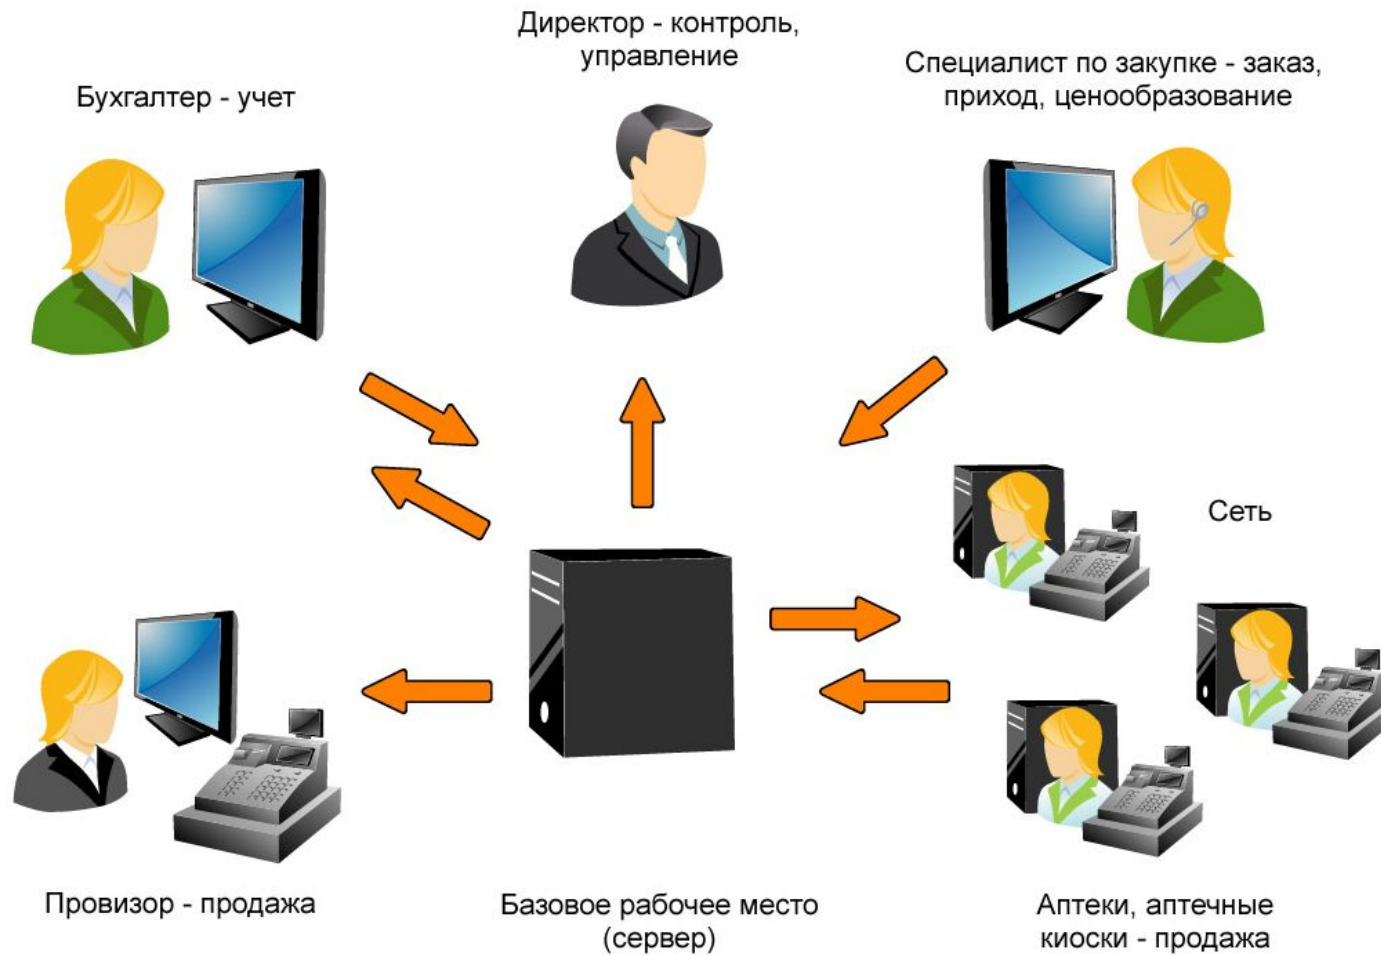 Директор - контроль,
управление
Специалист по закупке - заказ,
приход, ценообразование
Бухгалтер - учет
Сеть
Провизор - продажа
Базовое рабочее место
(сервер)
Аптеки, аптечные
киоски - продажа